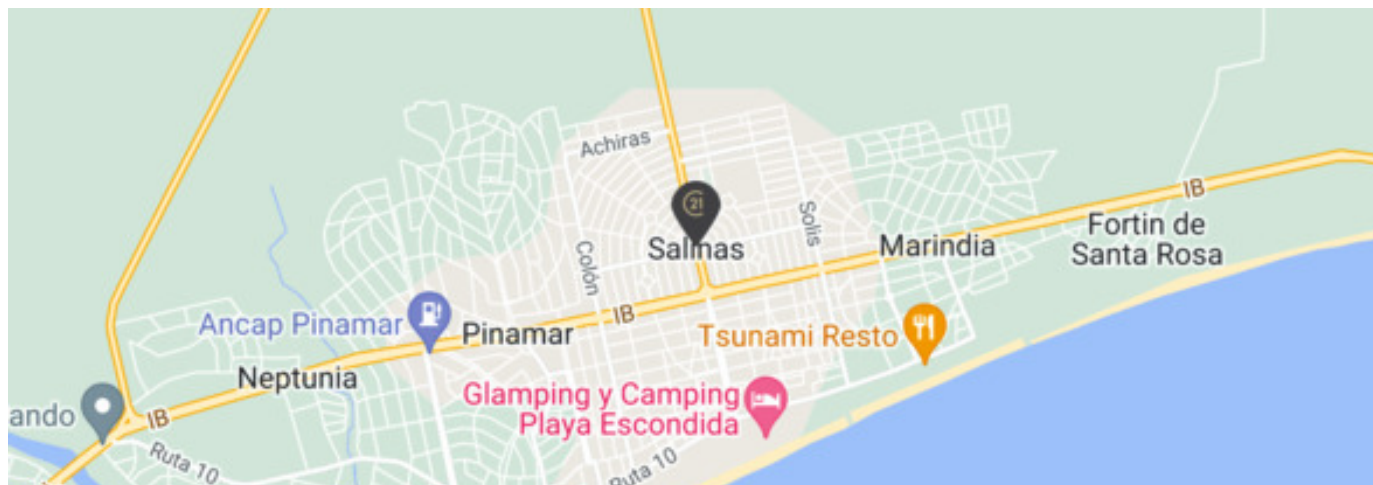 Achiras
21
Solis
Salinas
Marindia
Fortin de
Santa Rosa
IB
Colón
IB
Ancap Pinamar
Pinamar
Tsunami Resto
Neptunia
Glamping y Camping
Playa Escondida
ando
IB
Ruta 10
Ruta 10